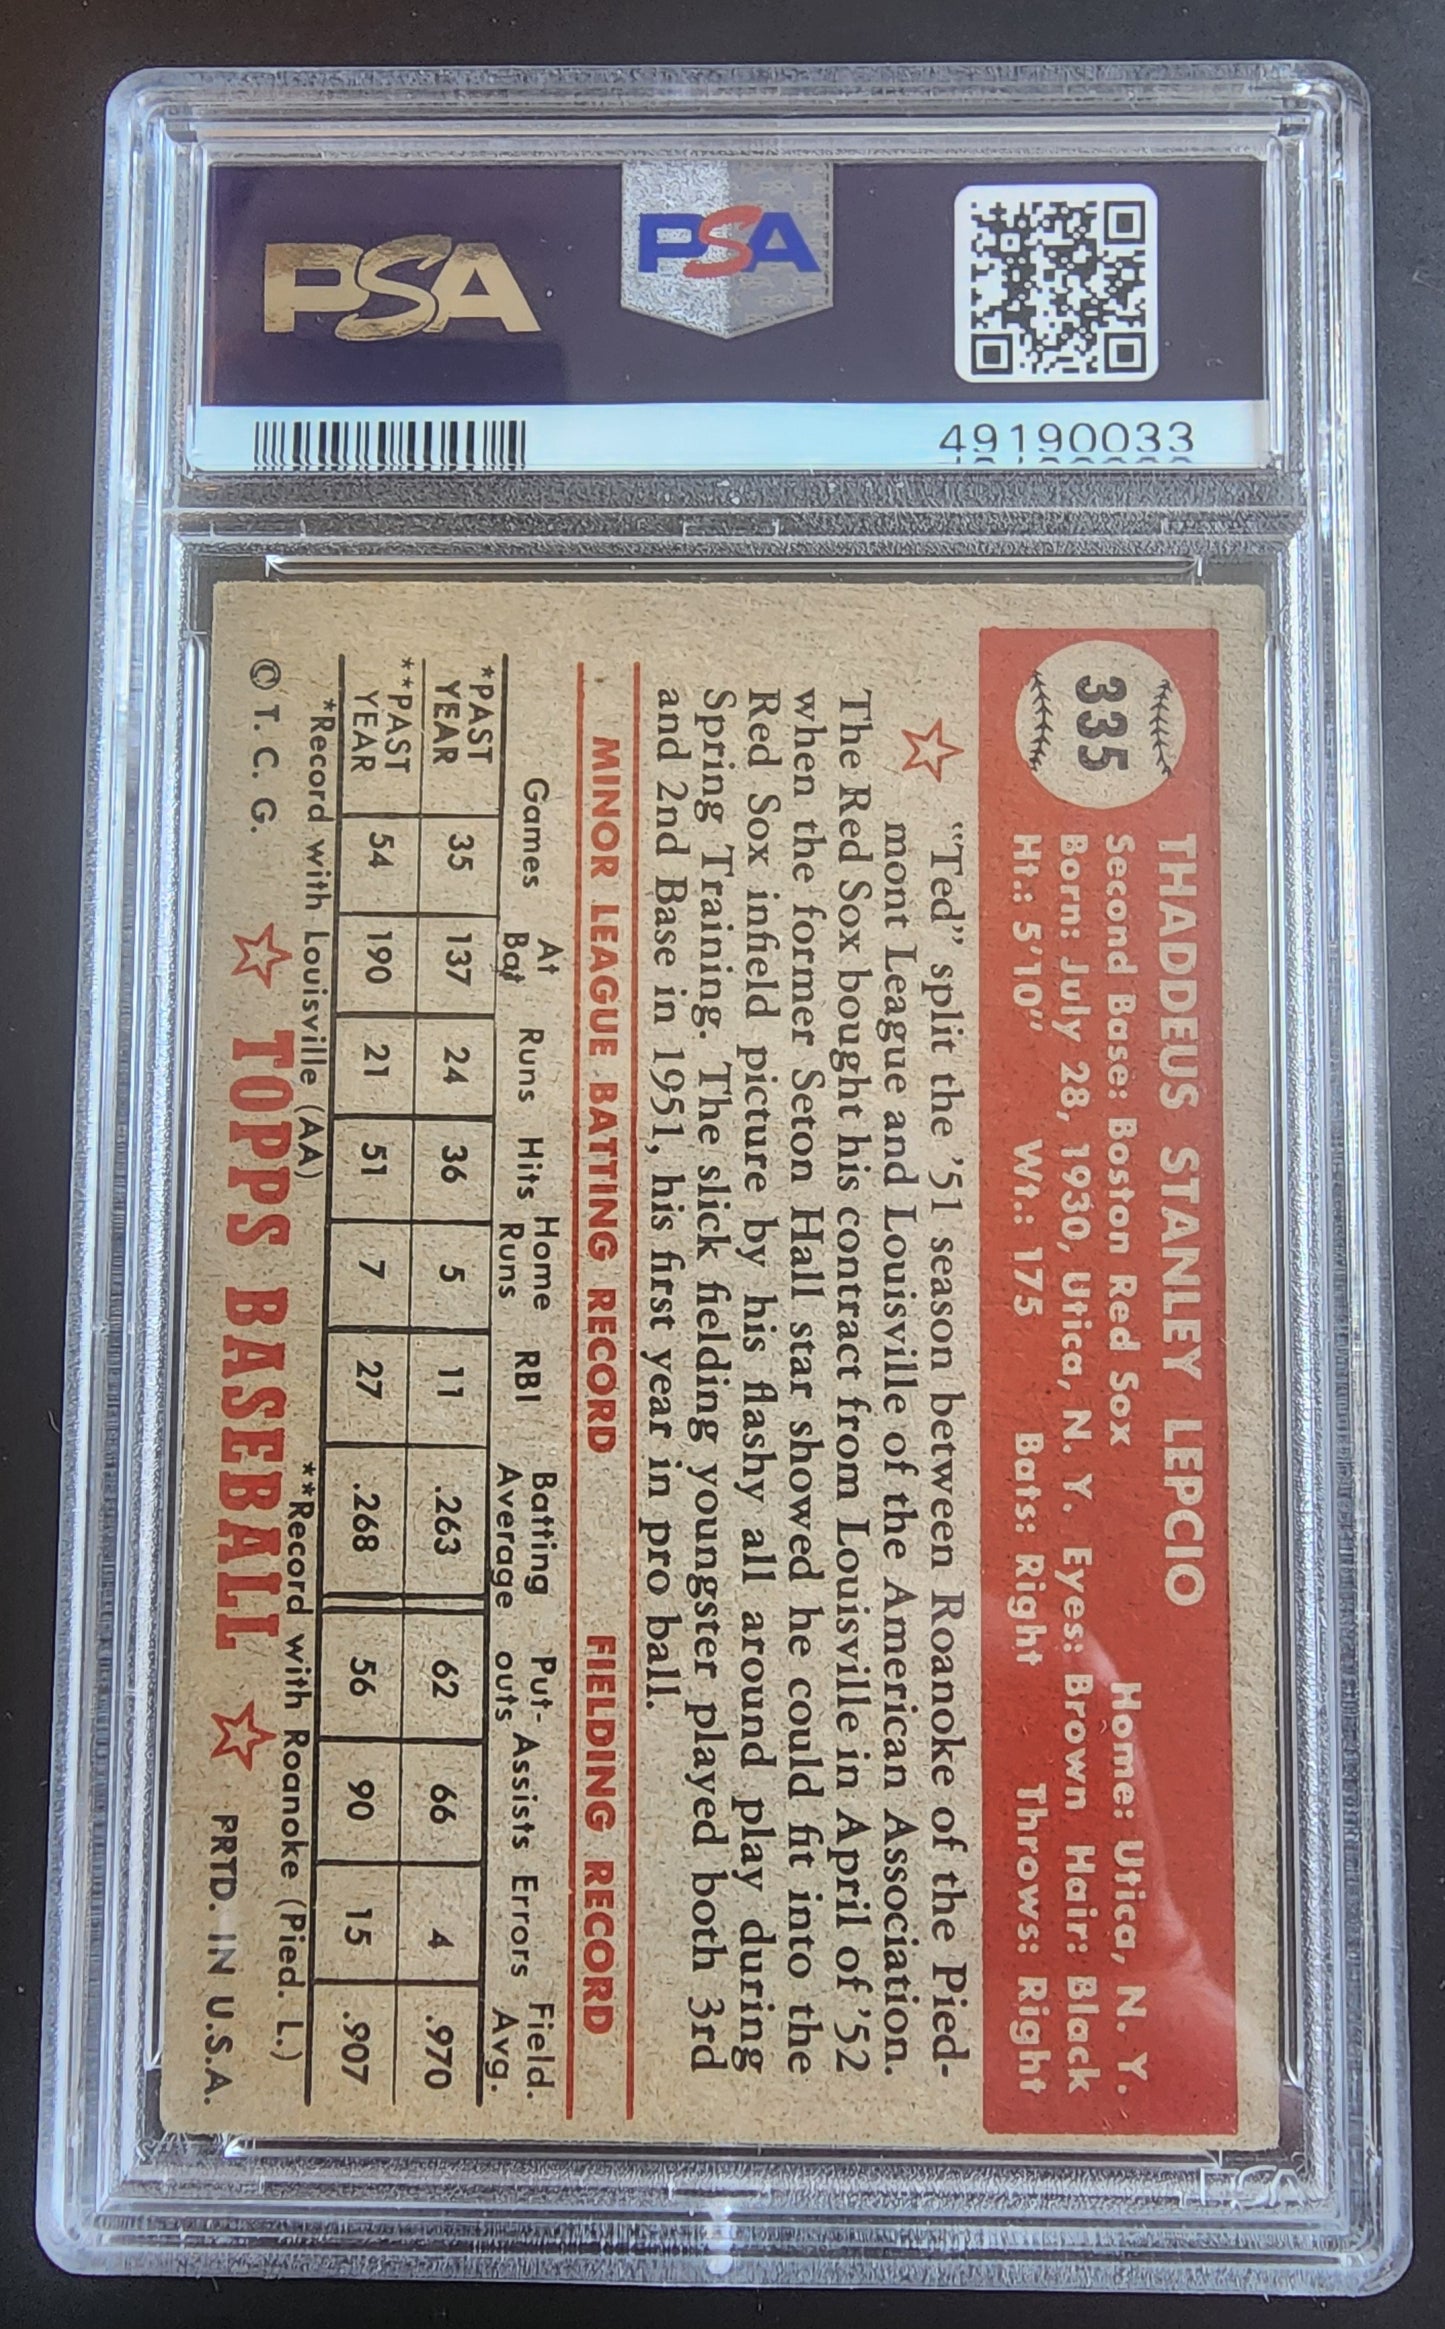 PSA
PSA
49190033
335
THADDEUS STANLEY LEPCIO
Second Base: Boston Red Sox Home: Utica, N. Y.
Born: July 28, 1930, Utica, N. Y. Eyes: Brown Hair: Black
Ht.: 5'10" Wt.: 175 Bats: Right Throws: Right
"Ted" split the '51 season between Roanoke of the Pied-
mont League and Louisville of the American Association.
The Red Sox bought his contract from Louisville in April of '52
when the former Seton Hall star showed he could fit into the
Red Sox infield picture by his flashy all around play during
Spring Training. The slick fielding youngster played both 3rd
and 2nd Base in 1951, his first year in pro ball.
MINOR LEAGUE BATTING RECORD FIELDING RECORD
Games At Bat Runs Hits Home Runs RBI Batting Average Put-outs Assists Errors Field. Avg.
*PAST YEAR 35 137 24 36 5 11 .263 62 66 4 .970
**PAST YEAR 54 190 21 51 7 27 .268 56 90 15 .907
*Record with Louisville (AA) **Record with Roanoke (Pied. L.)
© T. C. G. TOPPS BASEBALL PRTD. IN U.S.A.